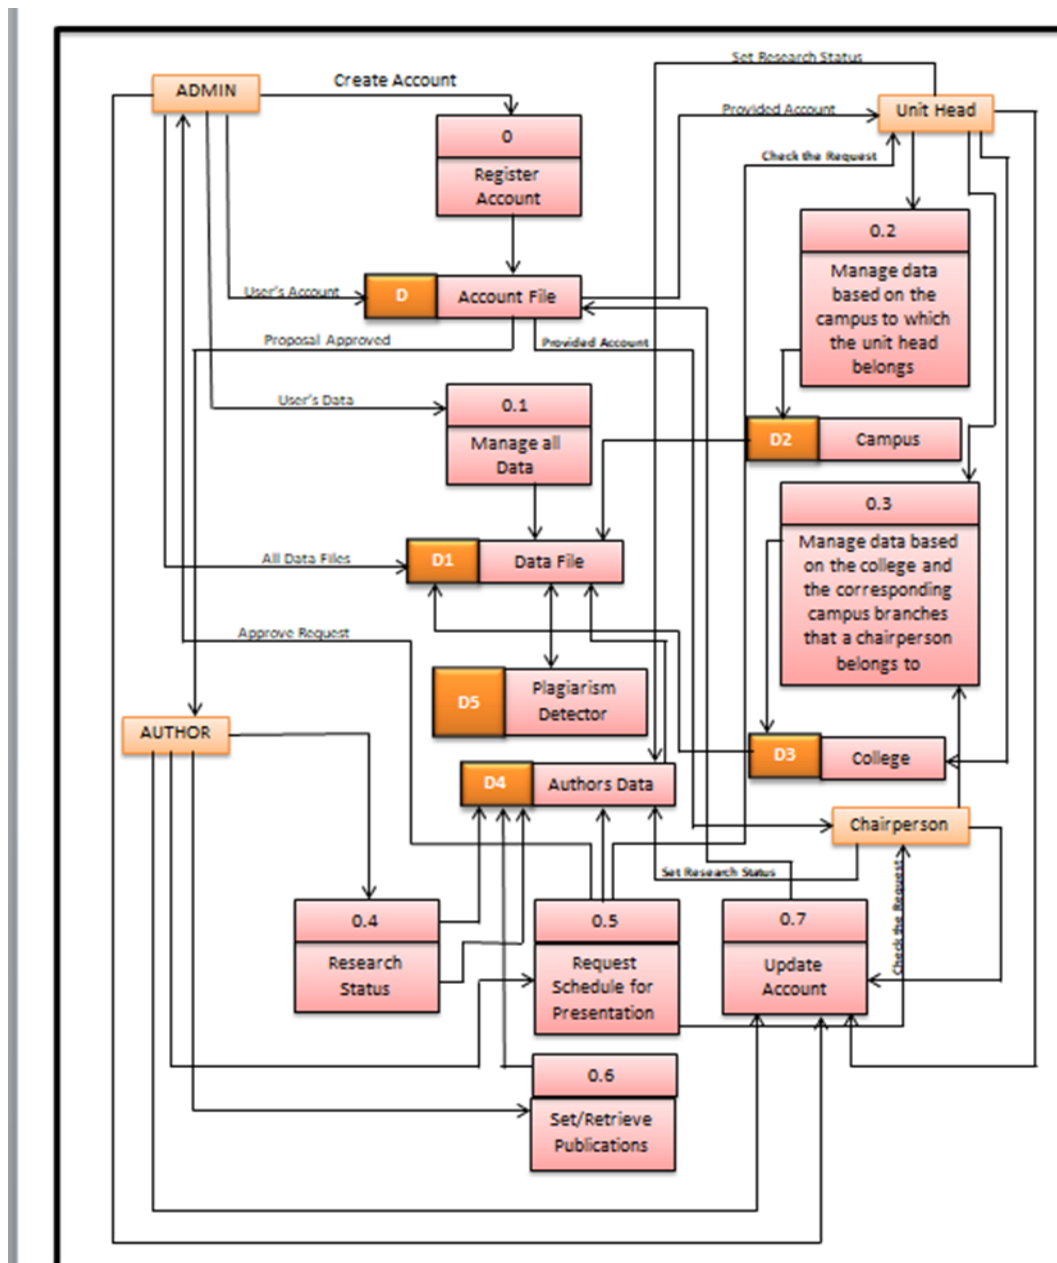 Set Research Status
ADMIN
Create Account
Provided Account
Unit Head
0
Register
Account
Check the Request
0.2
Manage data
based on the
campus to which
the unit head
belongs
User's Account
D
Account File
Proposal Approved
Provided Account
User's Data
0.1
Manage all
Data
D2
Campus
0.3
Manage data based
on the college and
the corresponding
campus branches
that a chairperson
belongs to
All Data Files
D1
Data File
Approve Request
D5
Plagiarism
Detector
AUTHOR
D3
College
D4
Authors Data
Chairperson
Set Research Status
Check the Request
0.4
Research
Status
0.5
Request
Schedule for
Presentation
0.7
Update
Account
0.6
Set/Retrieve
Publications